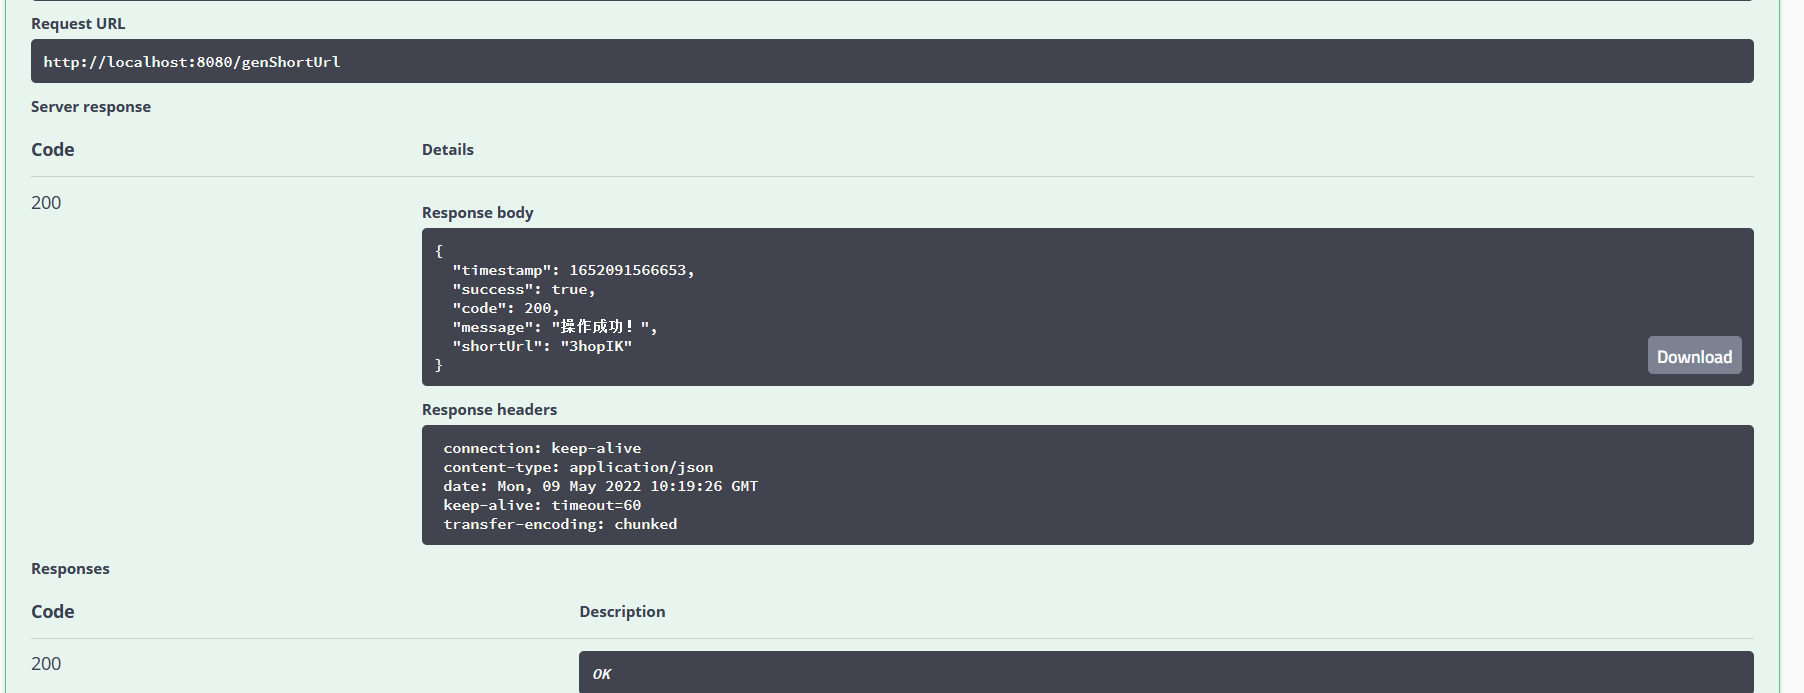 Request URL
http://localhost:8080/genShortUrl
Server response
Code Details
200
Response body
{
"timestamp": 1652091566653,
"success": true,
"code": 200,
"message": "操作成功！",
"shortUrl": "3hopIK"
}
Download
Response headers
connection: keep-alive
content-type: application/json
date: Mon, 09 May 2022 10:19:26 GMT
keep-alive: timeout=60
transfer-encoding: chunked
Responses
Code Description
200 OK